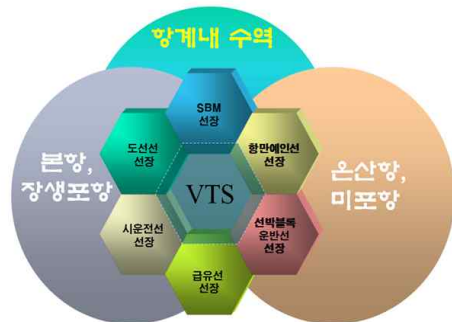 항계내 수역
SBM
선장
도선선
선장
항만예인선
선장
본항,
장생포항
VTS
온산항,
미포항
시운전선
선장
선박블록
운반선
선장
급유선
선장